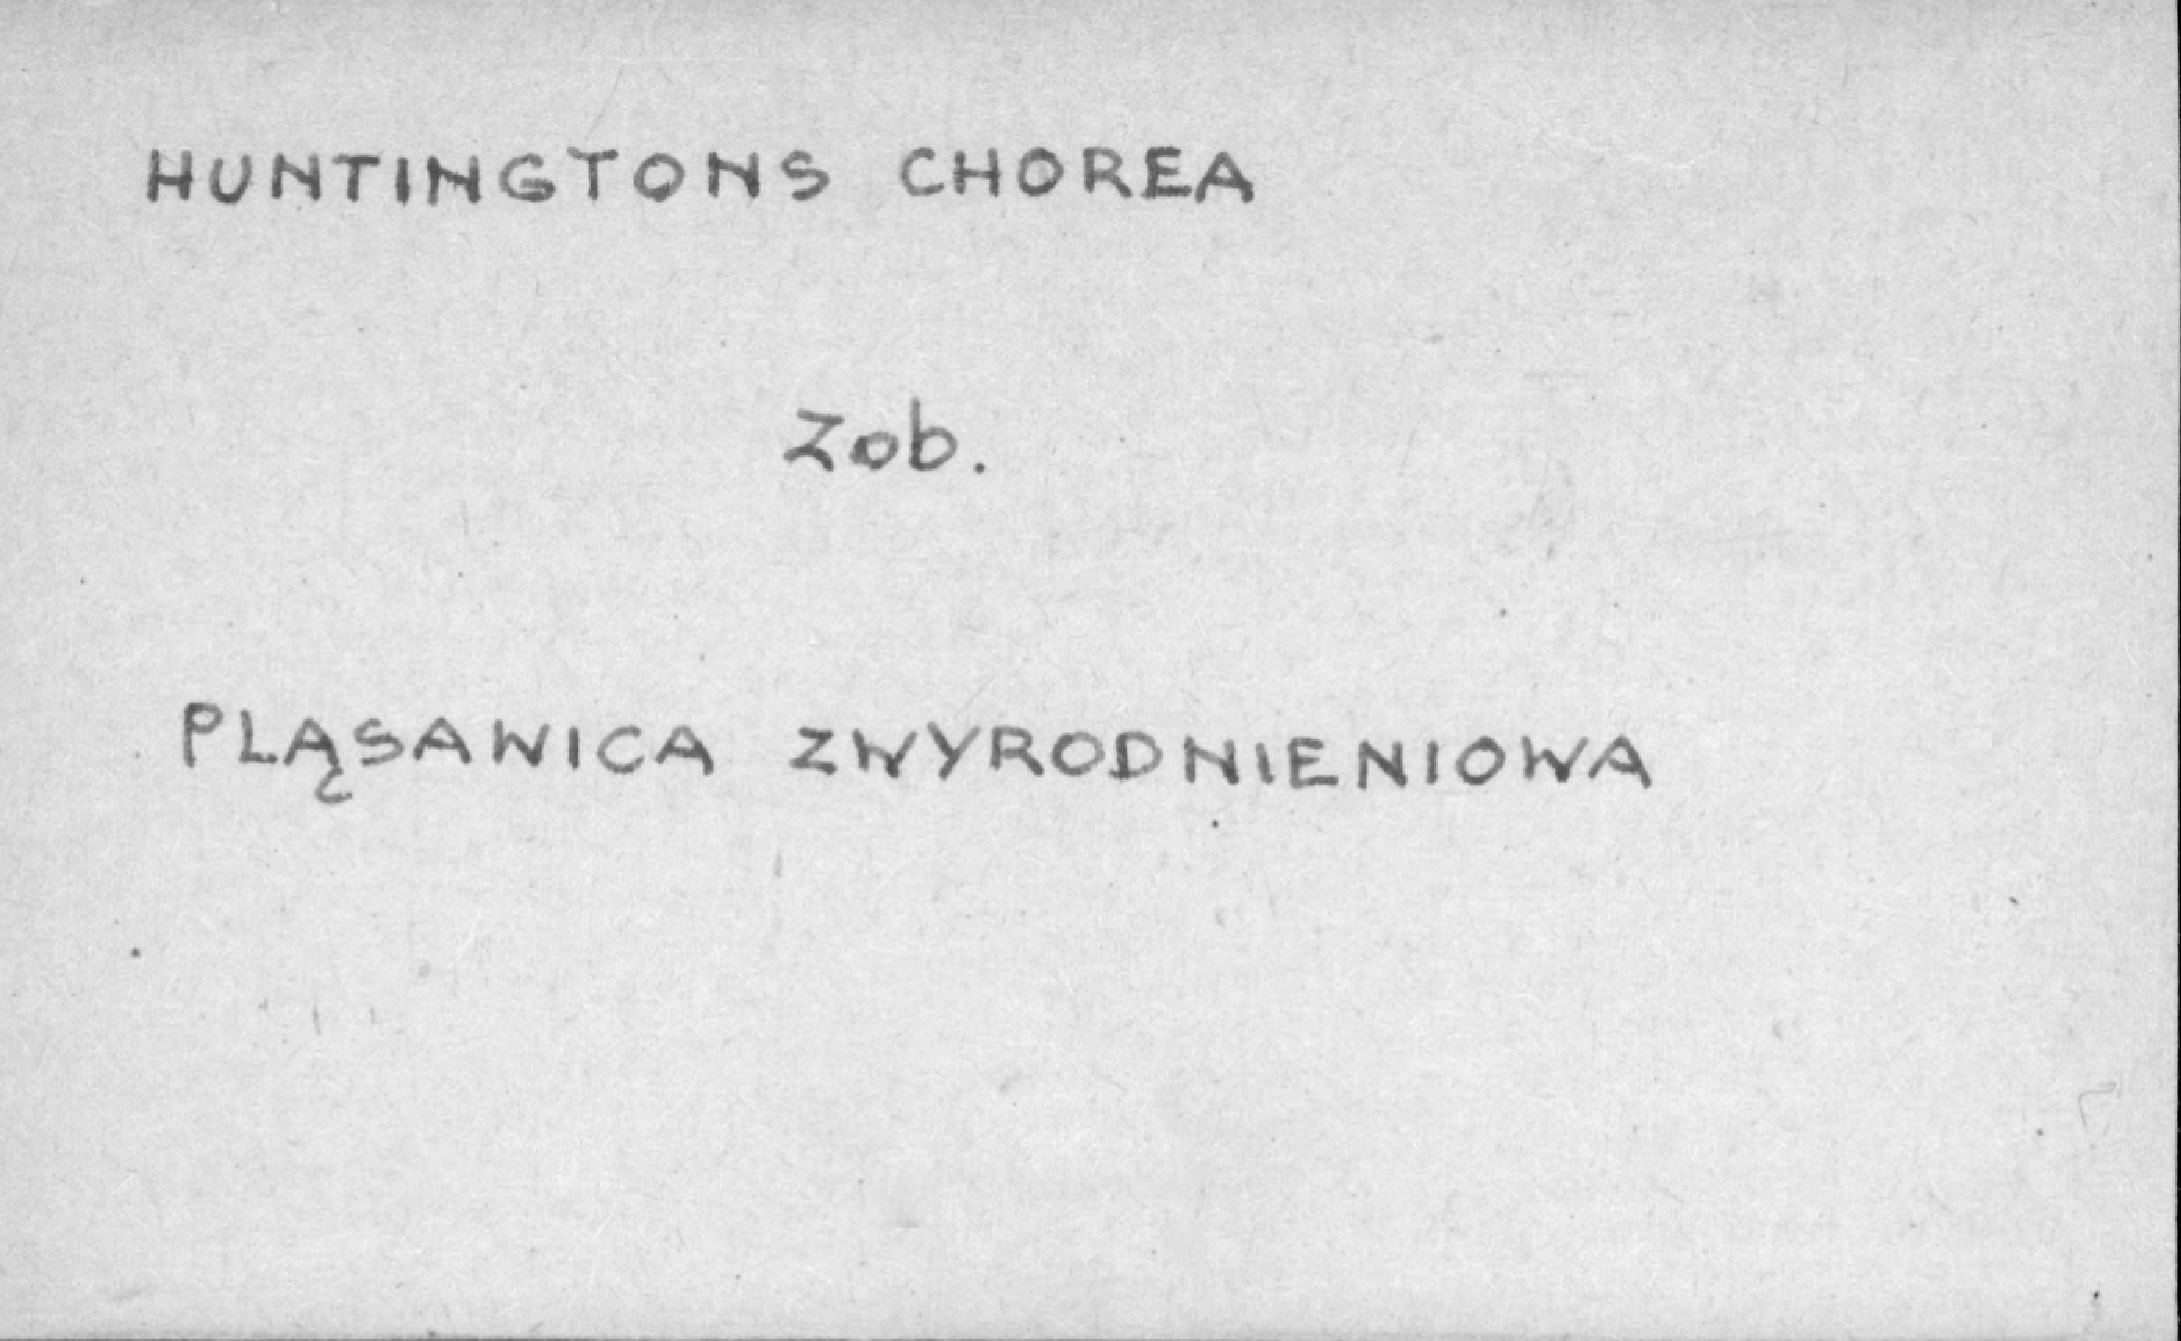 HUNTINGTONS CHOREA
Zob.
PLĄSAWICA ZWYRODNIENIOWA